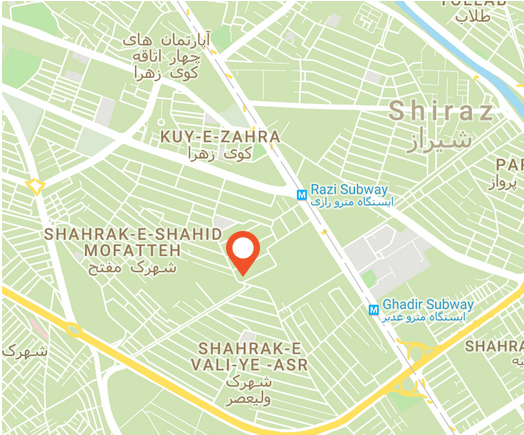 TOLLAB
طلاب
آپارتمان های
چهار اتاقه
کوی زهرا
Shiraz
شیراز
KUY-E-ZAHRA
کوی زهرا
PAR
پرواز
Razi Subway
ایستگاه مترو رازی
SHAHRAK-E-SHAHID
MOFATTEH
شهرک مفتح
Ghadir Subway
ایستگاه مترو غدیر
SHAHRAK-E
VALI-YE -ASR
شهرک
ولیعصر
شهرک
SHAHRA
یه